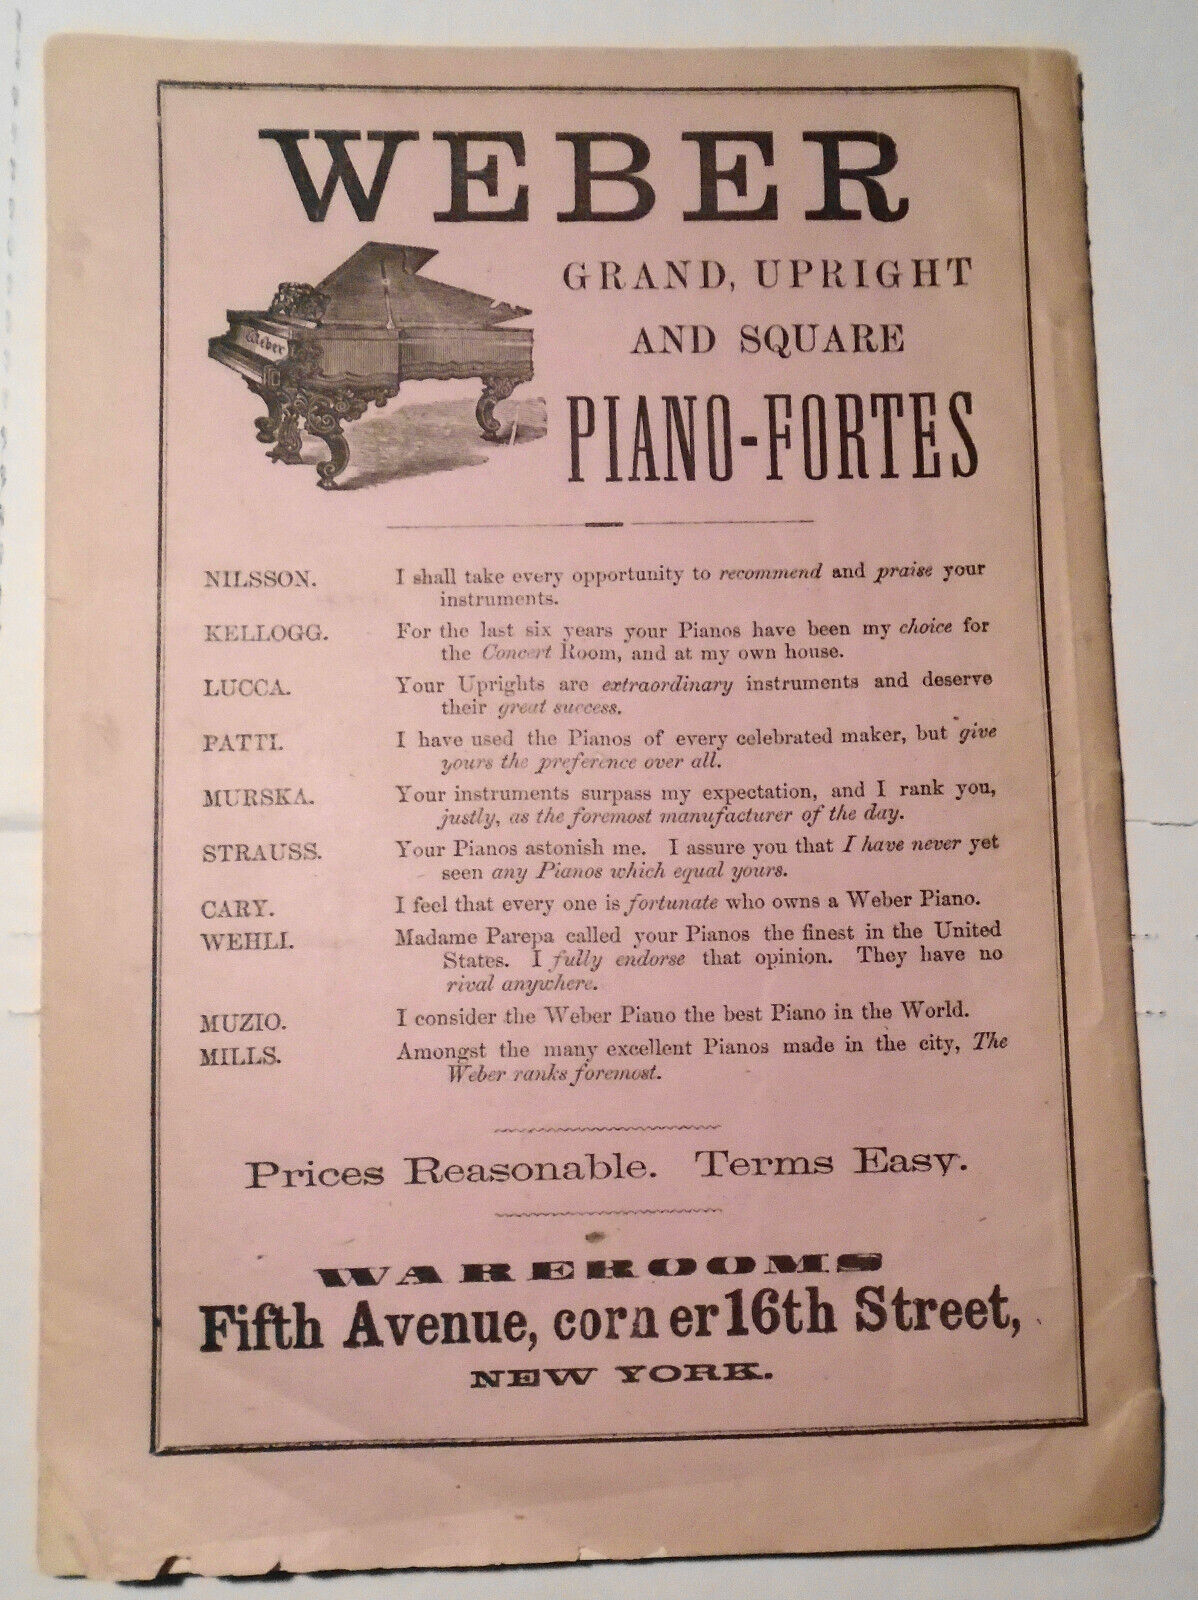 WEBER
Weber
GRAND, UPRIGHT
AND SQUARE
PIANO-FORTES
NILSSON. I shall take every opportunity to recommend and praise your
instruments.
KELLOGG. For the last six years your Pianos have been my choice for
the Concert Room, and at my own house.
LUCCA. Your Uprights are extraordinary instruments and deserve
their great success.
PATTI. I have used the Pianos of every celebrated maker, but give
yours the preference over all.
MURSKA. Your instruments surpass my expectation, and I rank you,
justly, as the foremost manufacturer of the day.
STRAUSS. Your Pianos astonish me. I assure you that I have never yet
seen any Pianos which equal yours.
CARY. I feel that every one is fortunate who owns a Weber Piano.
WEHLI. Madame Parepa called your Pianos the finest in the United
States. I fully endorse that opinion. They have no
rival anywhere.
MUZIO. I consider the Weber Piano the best Piano in the World.
MILLS. Amongst the many excellent Pianos made in the city, The
Weber ranks foremost.
Prices Reasonable. Terms Easy.
WAREROOMS
Fifth Avenue, corner 16th Street,
NEW YORK.